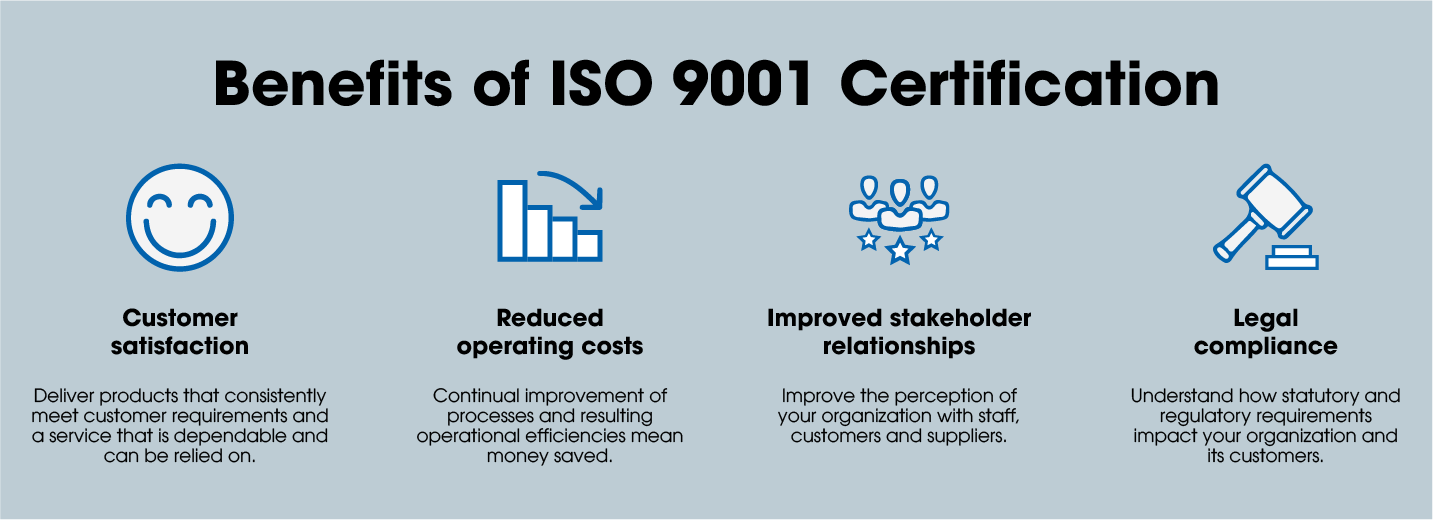 Benefits of ISO 9001 Certification
Customer
satisfaction
Deliver products that consistently
meet customer requirements and
a service that is dependable and
can be relied on.
Reduced
operating costs
Continual improvement of
processes and resulting
operational efficiencies mean
money saved.
Improved stakeholder
relationships
Improve the perception of
your organization with staff,
customers and suppliers.
Legal
compliance
Understand how statutory and
regulatory requirements
impact your organization and
its customers.